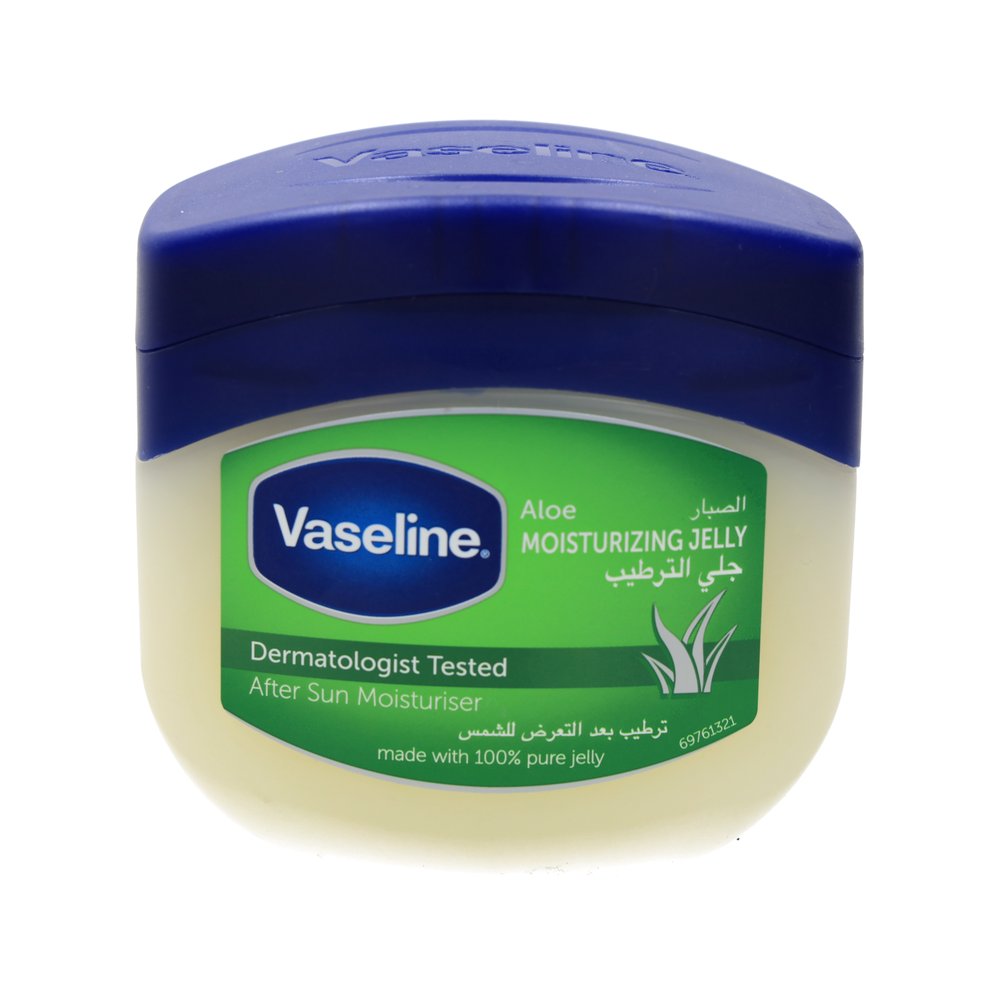 Vaseline
Vaseline®
Aloe الصبار
MOISTURIZING JELLY
جلي الترطيب
Dermatologist Tested
After Sun Moisturiser
ترطيب بعد التعرض للشمس
made with 100% pure jelly
69761321